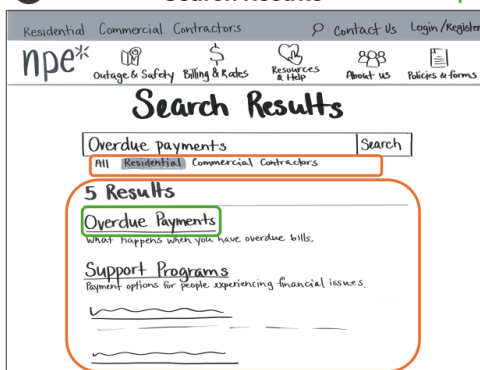 Residential Commercial Contractors Contact Us Login/Register
npe* Outage & Safety Billing & Rates Resources & Help About us Policies & forms
Search Results
Overdue payments Search
All Residential Commercial Contractors
5 Results
Overdue Payments
What happens when you have overdue bills.
Support Programs
Payment options for people experiencing financial issues.